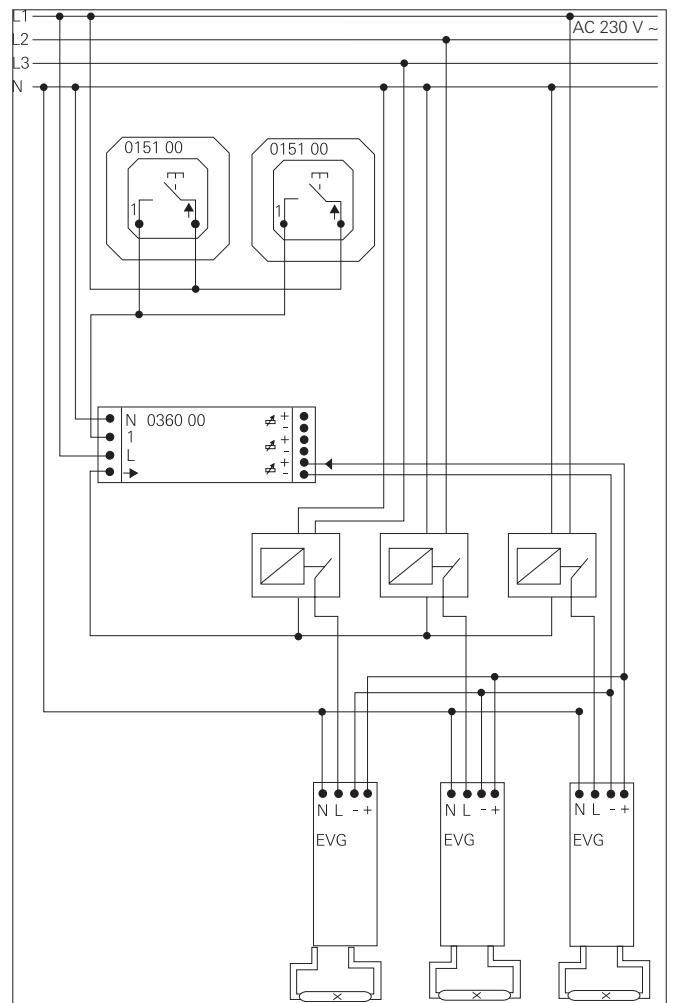 L1
AC 230 V ~
L2
L3
N
0151 00
0151 00
1
1
N 0360 00 +
-
1 +
-
L +
-
N L - +
N L - +
N L - +
EVG
EVG
EVG